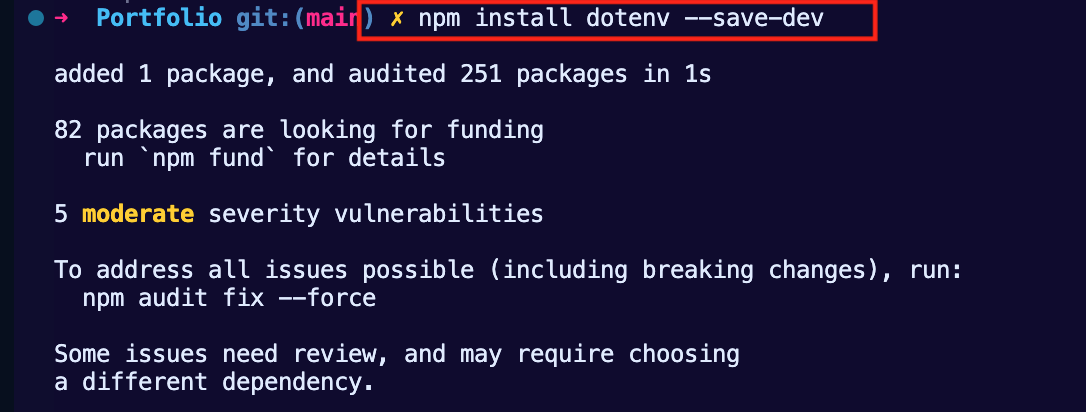 ➜ Portfolio git:(main) ✗ npm install dotenv --save-dev
added 1 package, and audited 251 packages in 1s
82 packages are looking for funding
run `npm fund` for details
5 moderate severity vulnerabilities
To address all issues possible (including breaking changes), run:
npm audit fix --force
Some issues need review, and may require choosing
a different dependency.